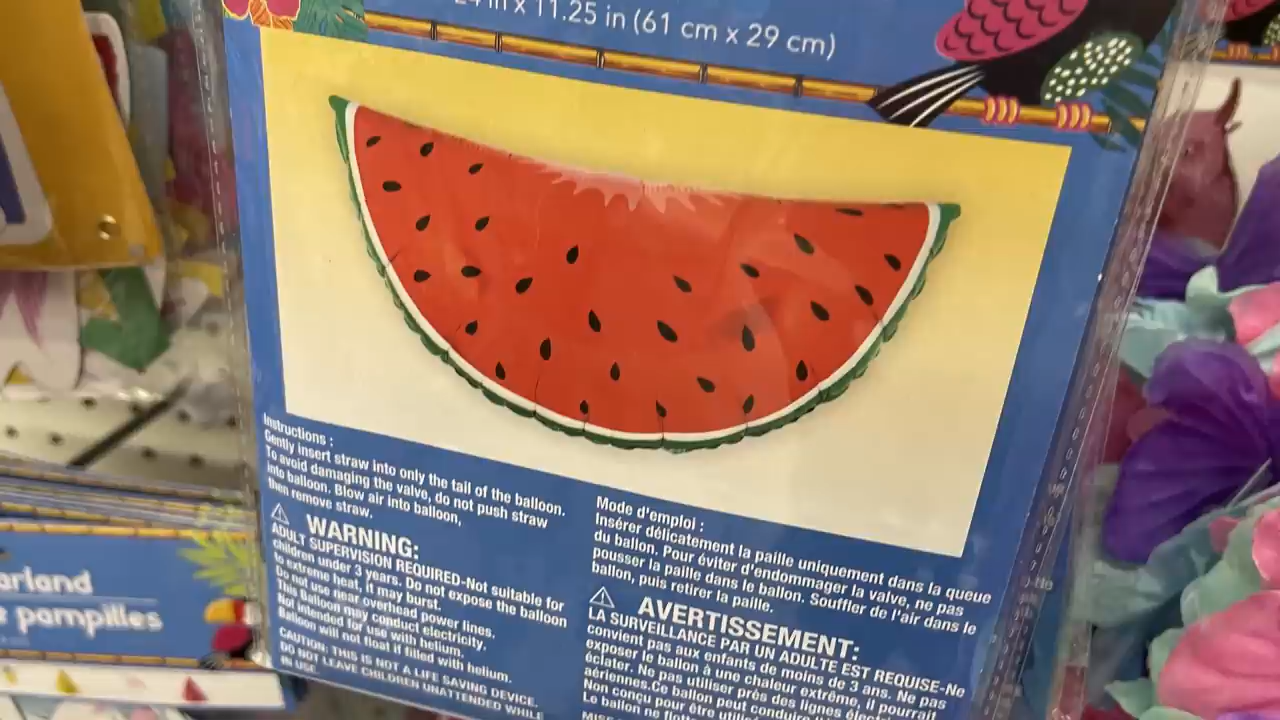 24 in x 11.25 in (61 cm x 29 cm)
Instructions :
Gently insert straw into only the tail of the balloon.
To avoid damaging the valve, do not push straw
into balloon. Blow air into balloon,
then remove straw.
WARNING:
ADULT SUPERVISION REQUIRED-Not suitable for
children under 3 years. Do not expose the balloon
to extreme heat, it may burst.
Do not use near overhead power lines.
This Balloon may conduct electricity.
Not intended for use with helium.
Balloon will not float if filled with helium.
CAUTION: THIS IS NOT A LIFE SAVING DEVICE.
DO NOT LEAVE CHILDREN UNATTENDED WHILE
IN USE
Mode d'emploi :
Insérer délicatement la paille uniquement dans la queue
du ballon. Pour éviter d'endommager la valve, ne pas
pousser la paille dans le ballon. Souffler de l'air dans le
ballon, puis retirer la paille.
AVERTISSEMENT:
LA SURVEILLANCE PAR UN ADULTE EST REQUISE-Ne
convient pas aux enfants de moins de 3 ans. Ne pas
exposer le ballon à une chaleur extrême, il pourrait
éclater. Ne pas utiliser près des lignes électri
aériennes.Ce ballon peut conduire
Non conçu pour être utilis
Le ballon ne flotte
arland
pampilles